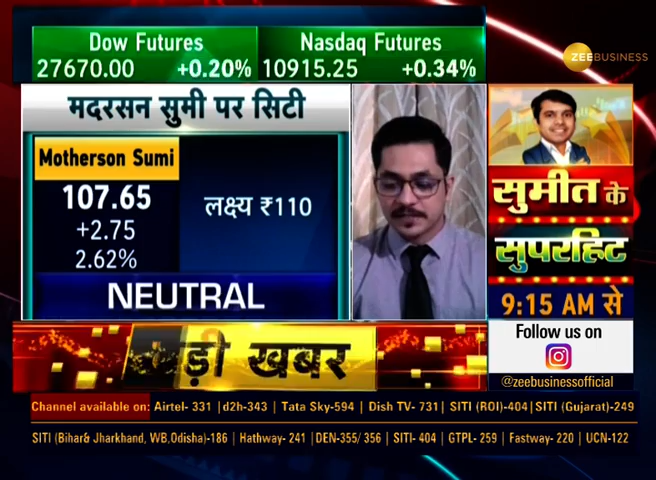 Dow Futures
27670.00 +0.20%
Nasdaq Futures
10915.25 +0.34%
ZEEBUSINESS
मदरसन सुमी पर सिटी
Motherson Sumi
107.65
+2.75
2.62%
लक्ष्य ₹110
NEUTRAL
सुमीत के
सुपरहिट
9:15 AM से
Follow us on
@zeebusinessofficial
ड़ी खबर
Channel available on: Airtel- 331 | d2h-343 | Tata Sky-594 | Dish TV- 731 | SITI (ROI)-404 | SITI (Gujarat)-249
SITI (Bihar& Jharkhand, WB,Odisha)-186 | Hathway- 241 | DEN-355/ 356 | SITI- 404 | GTPL- 259 | Fastway- 220 | UCN-122